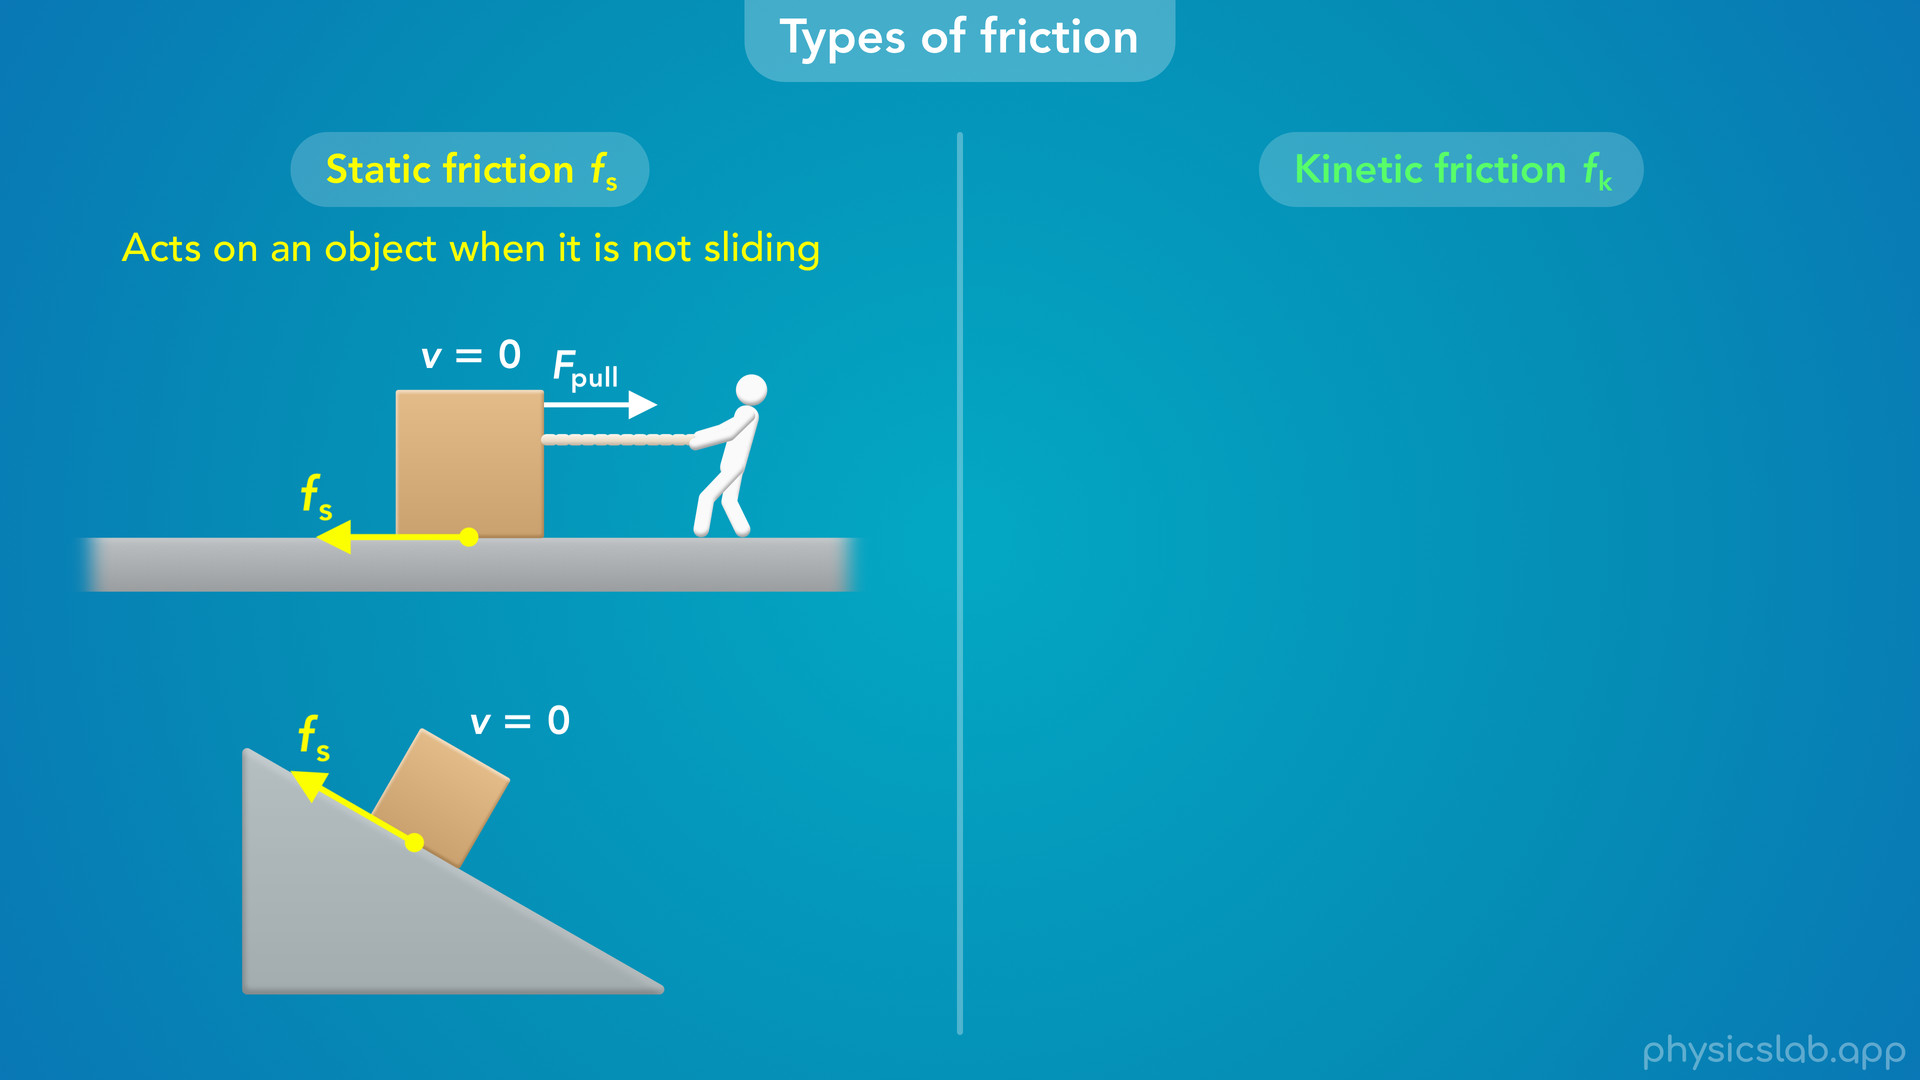 Types of friction
Static friction fs
Acts on an object when it is not sliding
v = 0
Fpull
fs
v = 0
fs
Kinetic friction fk
physicslab.app